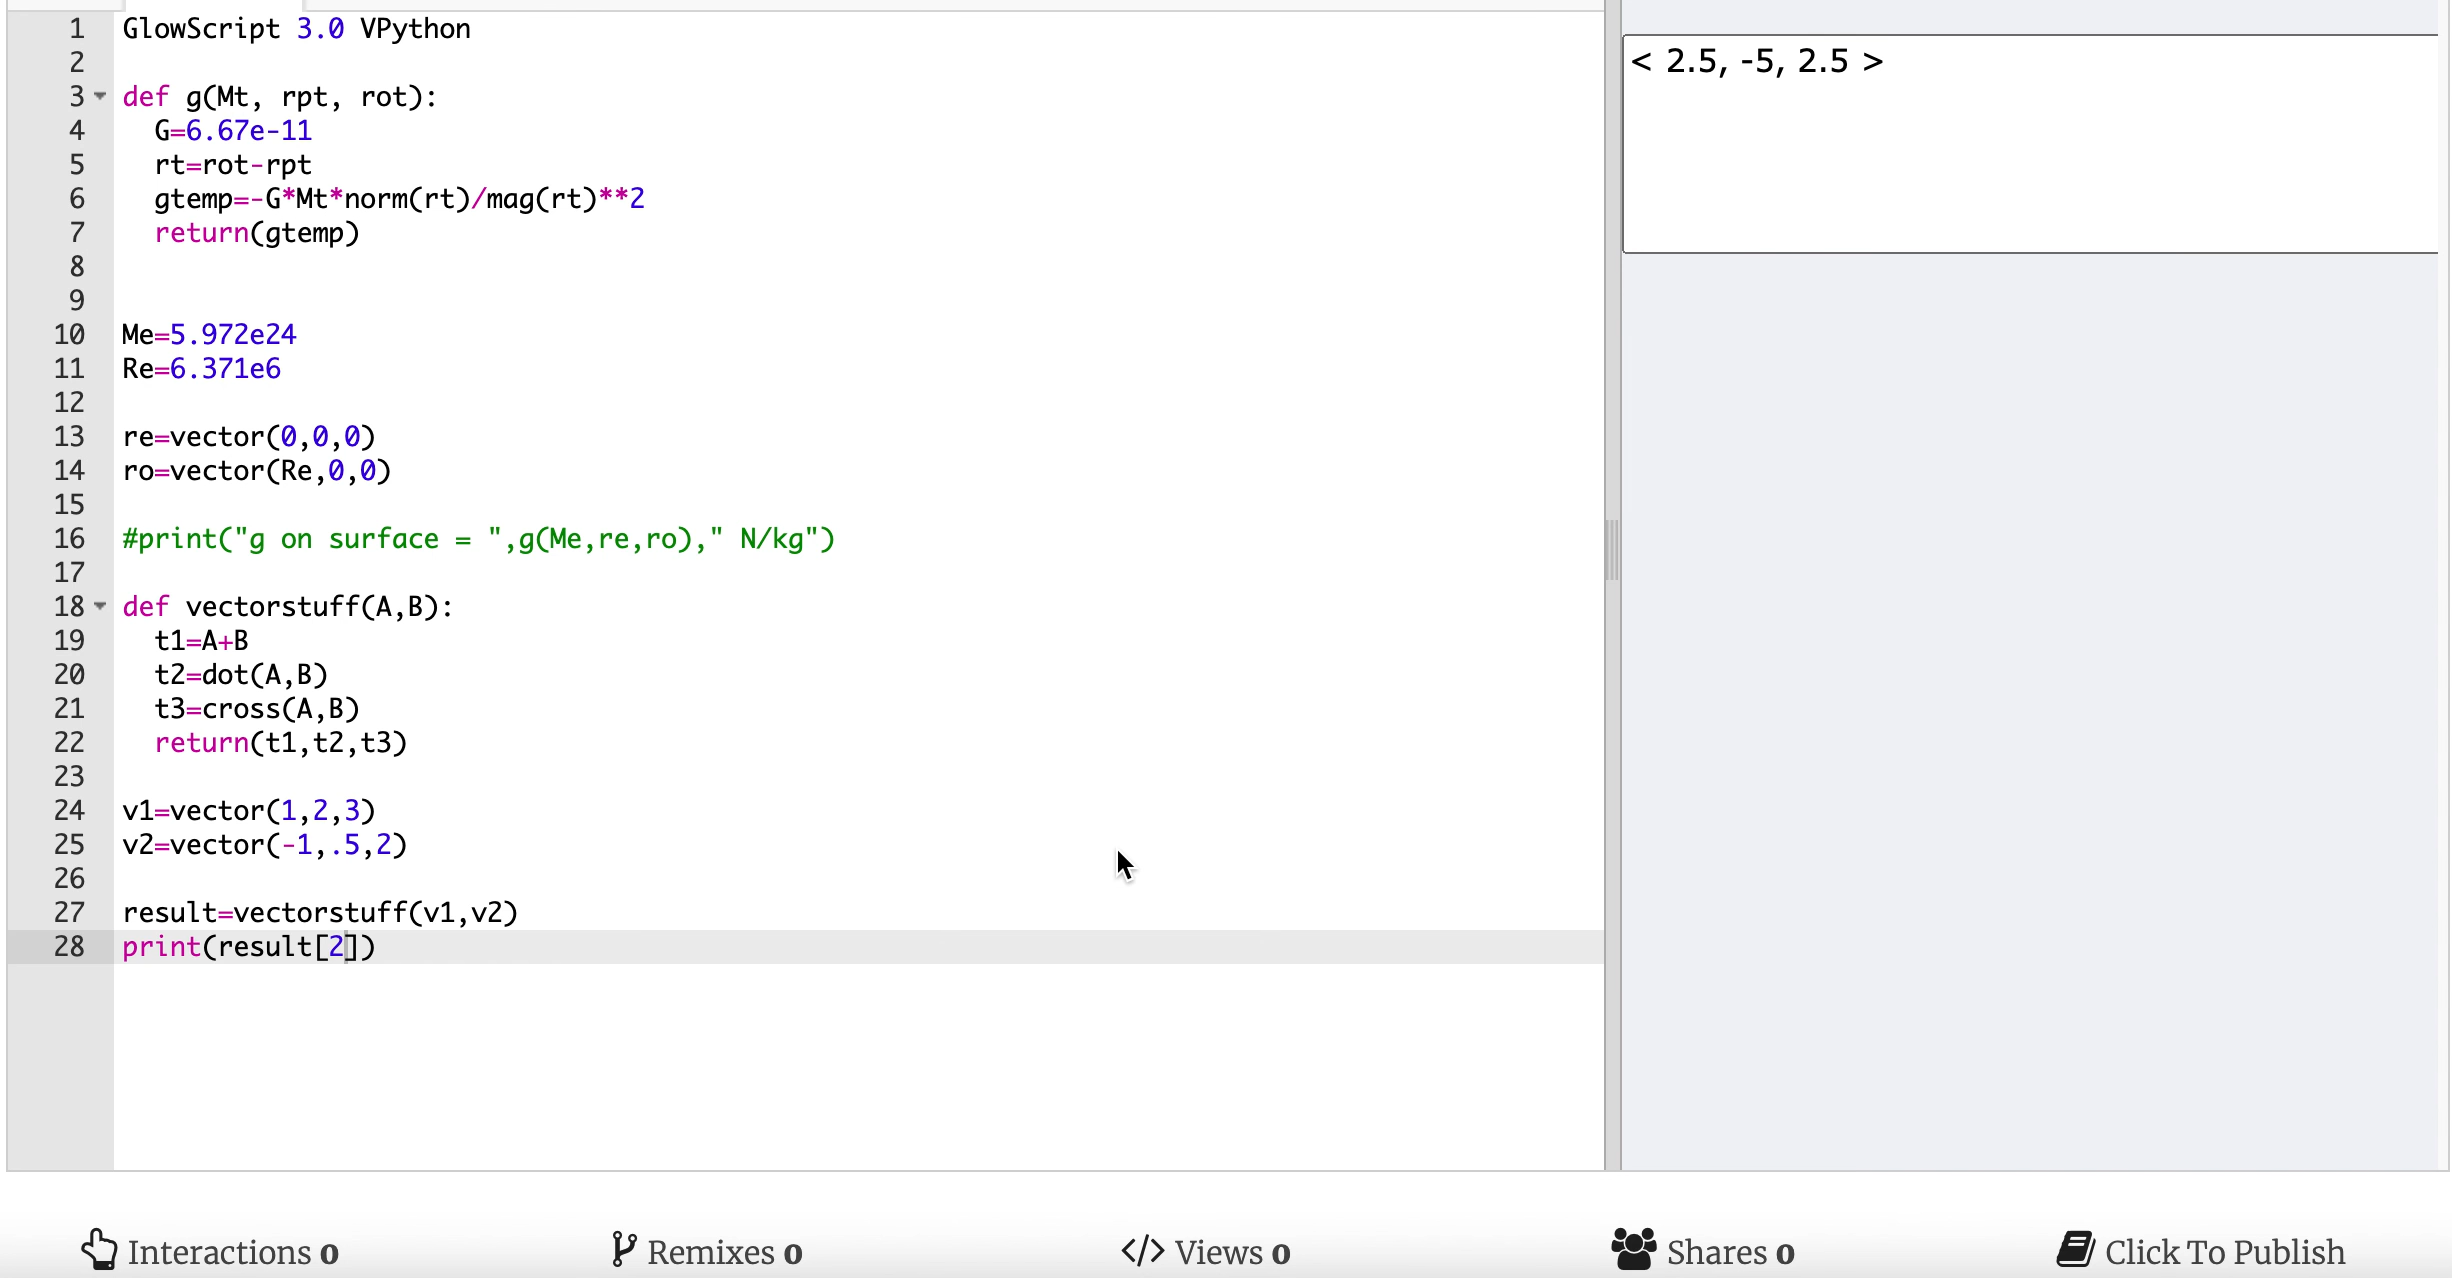 1 GlowScript 3.0 VPython
2
3 def g(Mt, rpt, rot):
4   G=6.67e-11
5   rt=rot-rpt
6   gtemp=-G*Mt*norm(rt)/mag(rt)**2
7   return(gtemp)
8
9
10 Me=5.972e24
11 Re=6.371e6
12
13 re=vector(0,0,0)
14 ro=vector(Re,0,0)
15
16 #print("g on surface = ",g(Me,re,ro)," N/kg")
17
18 def vectorstuff(A,B):
19   t1=A+B
20   t2=dot(A,B)
21   t3=cross(A,B)
22   return(t1,t2,t3)
23
24 v1=vector(1,2,3)
25 v2=vector(-1,.5,2)
26
27 result=vectorstuff(v1,v2)
28 print(result[2])
< 2.5, -5, 2.5 >
Interactions 0
Remixes 0
</> Views 0
Shares 0
Click To Publish